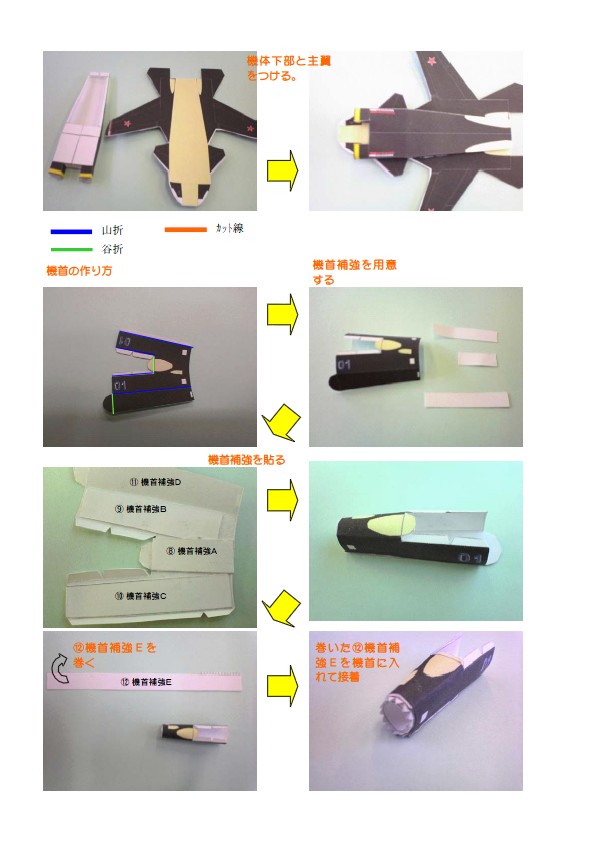 機体下部と主翼
をつける。
山折
ｶｯﾄ線
谷折
機首の作り方
機首補強を用意
する
01
機首補強を貼る
⑪ 機首補強D
⑨ 機首補強B
⑧ 機首補強A
⑩ 機首補強C
⑫機首補強Ｅを
巻く
⑫ 機首補強E
巻いた⑫機首補
強Ｅを機首に入
れて接着